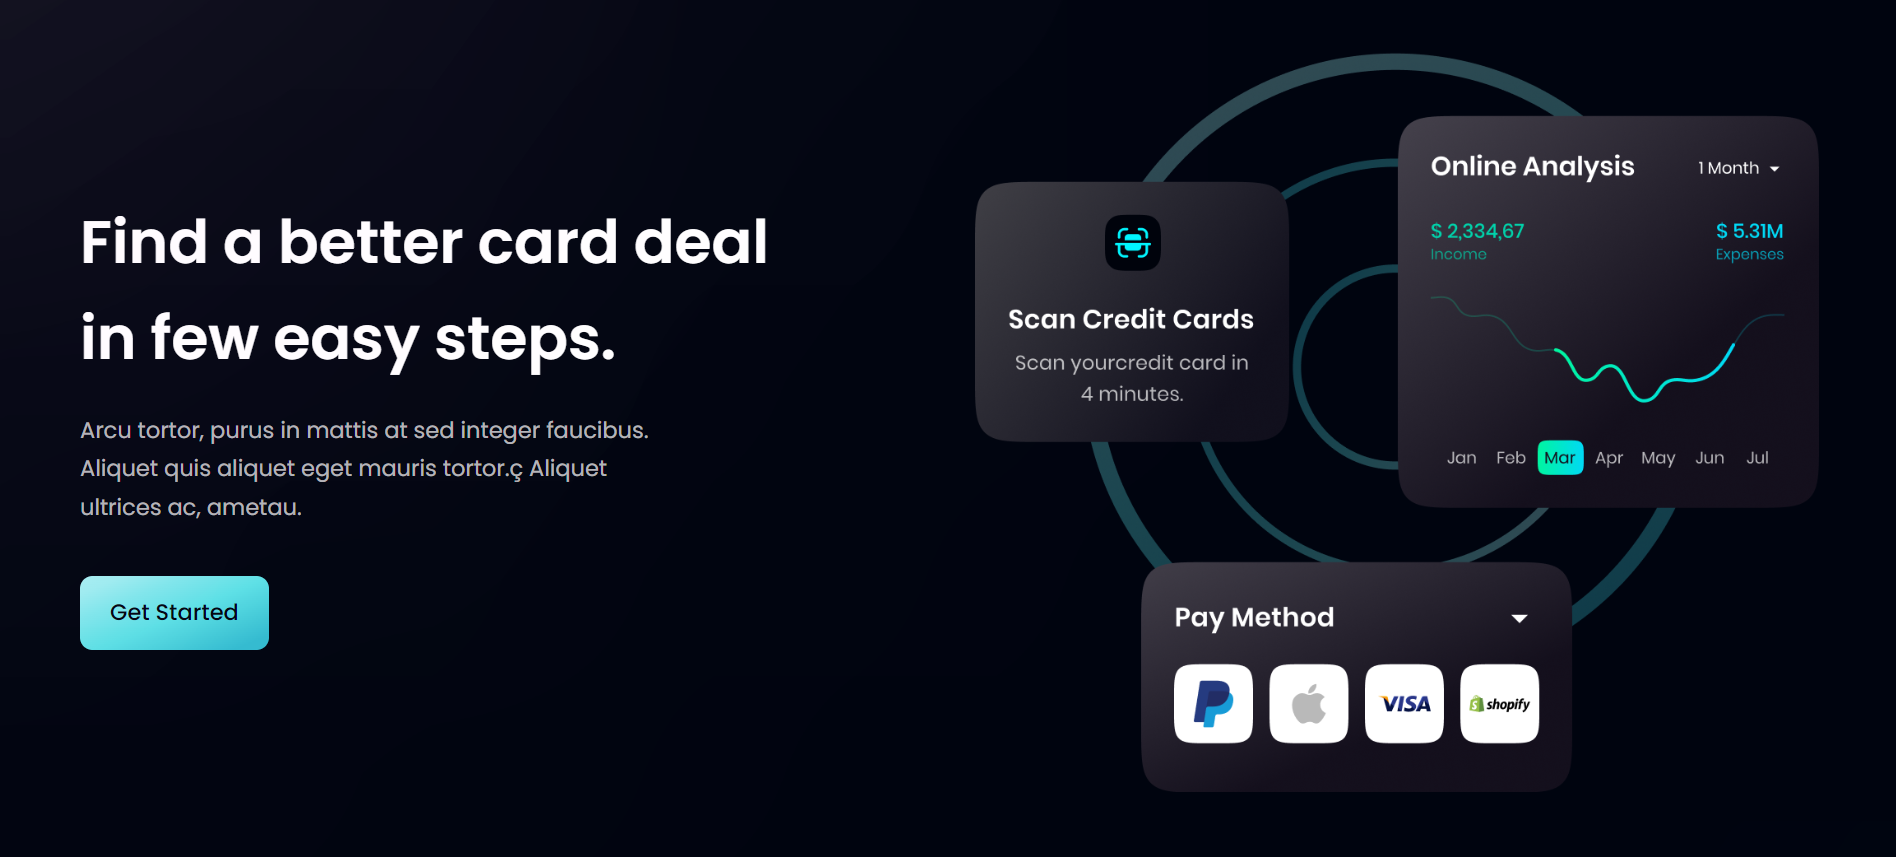 Find a better card deal
in few easy steps.
Arcu tortor, purus in mattis at sed integer faucibus.
Aliquet quis aliquet eget mauris tortor.ç Aliquet
ultrices ac, ametau.
Get Started
Scan Credit Cards
Scan yourcredit card in
4 minutes.
Online Analysis
1 Month
$ 2,334,67
$ 5.31M
Income
Expenses
Jan Feb Mar Apr May Jun Jul
Pay Method
VISA
shopify